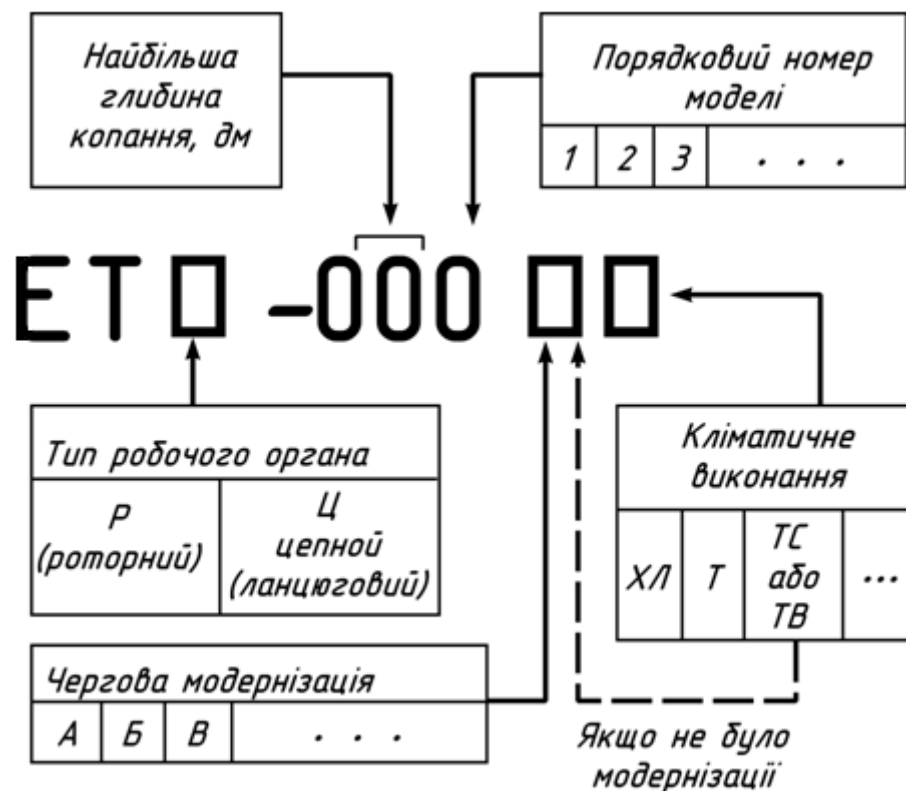 Найбільша
глибина
копання, дм
Порядковий номер
моделі
1 2 3 . . .
ЕТ □ -000 □□
Тип робочого органа
Р
(роторний)
Ц
цепной
(ланцюговий)
Кліматичне
виконання
ХЛ Т ТС або ТВ ...
Чергова модернізація
А Б В . . .
Якщо не було
модернізації